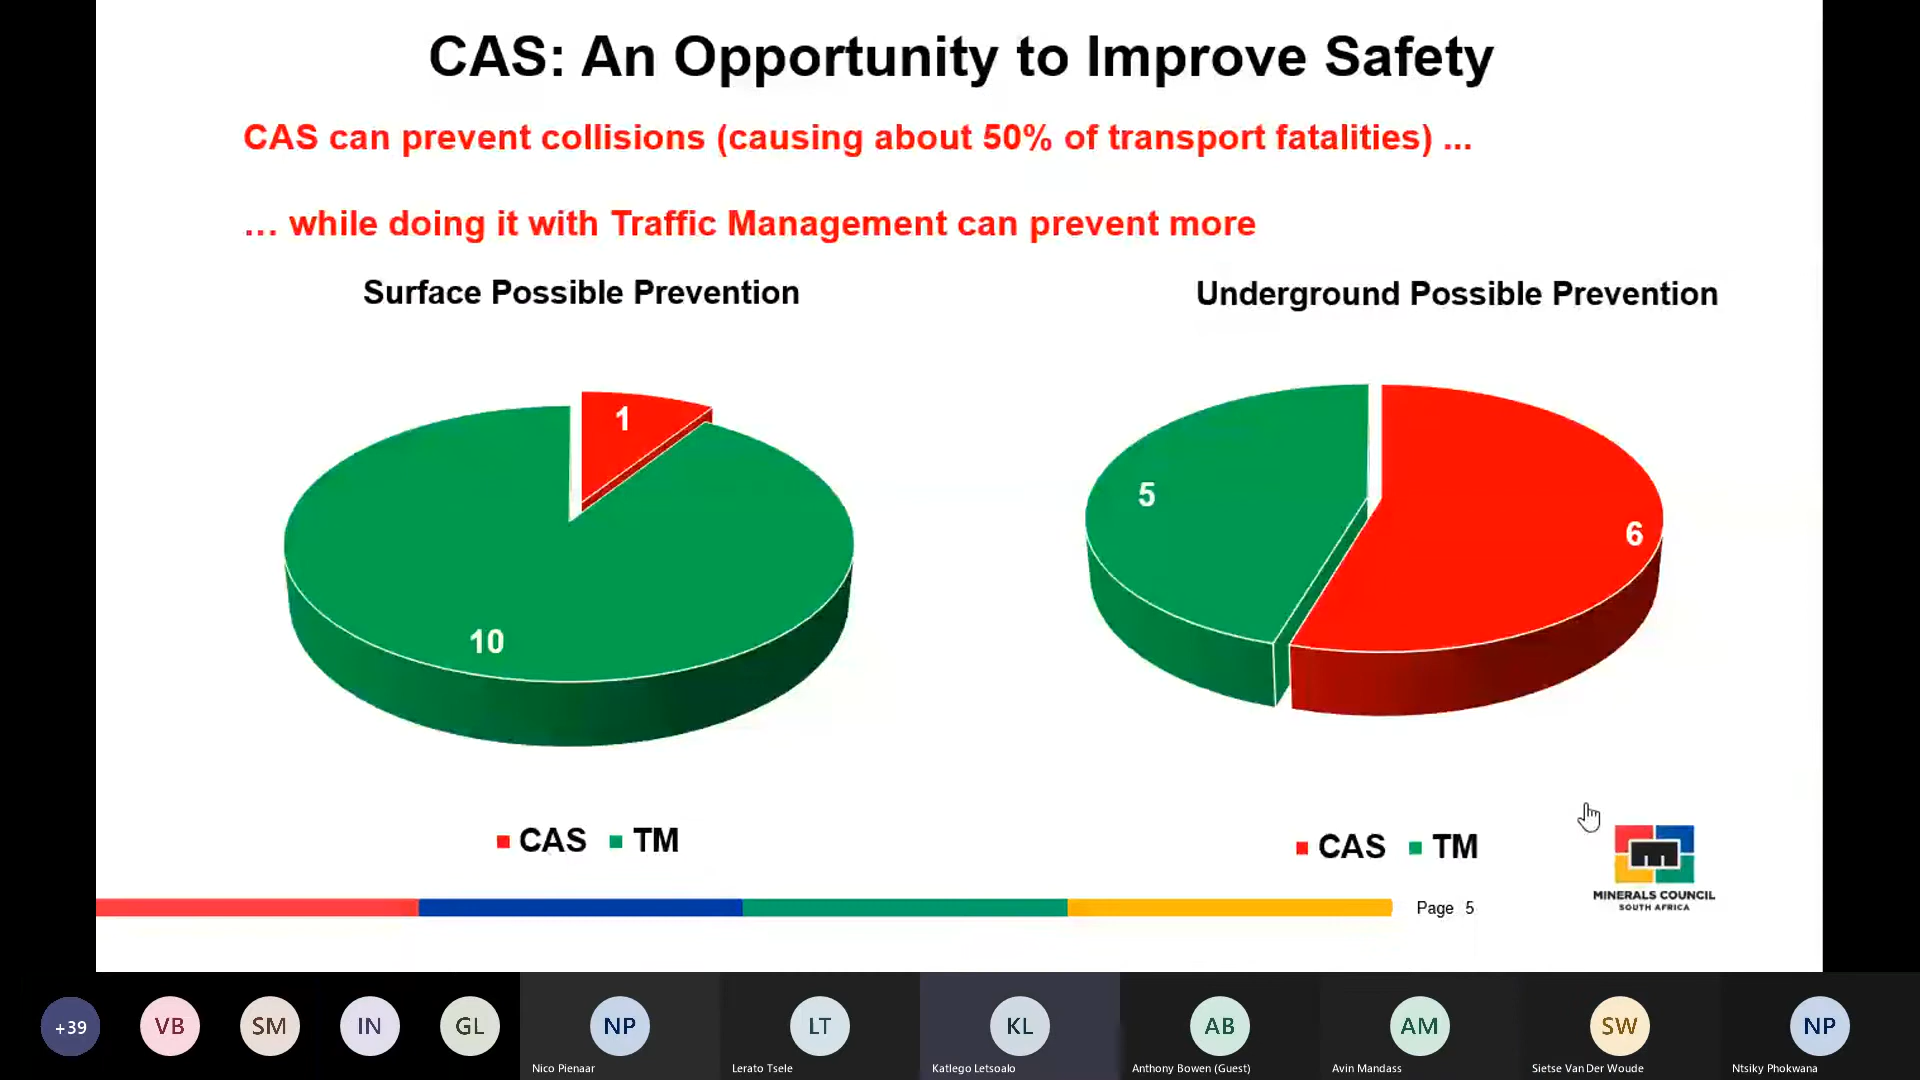 CAS: An Opportunity to Improve Safety
CAS can prevent collisions (causing about 50% of transport fatalities) ...
... while doing it with Traffic Management can prevent more
Surface Possible Prevention
Underground Possible Prevention
1
10
5
6
CAS TM
CAS TM
MINERALS COUNCIL
SOUTH AFRICA
Page 5
+39 VB SM IN GL NP LT KL AB AM SW NP
Nico Pienaar Lerato Tsele Katlego Letsoalo Anthony Bowen (Guest) Avin Mandass Sietse Van Der Woude Ntsiky Phokwana